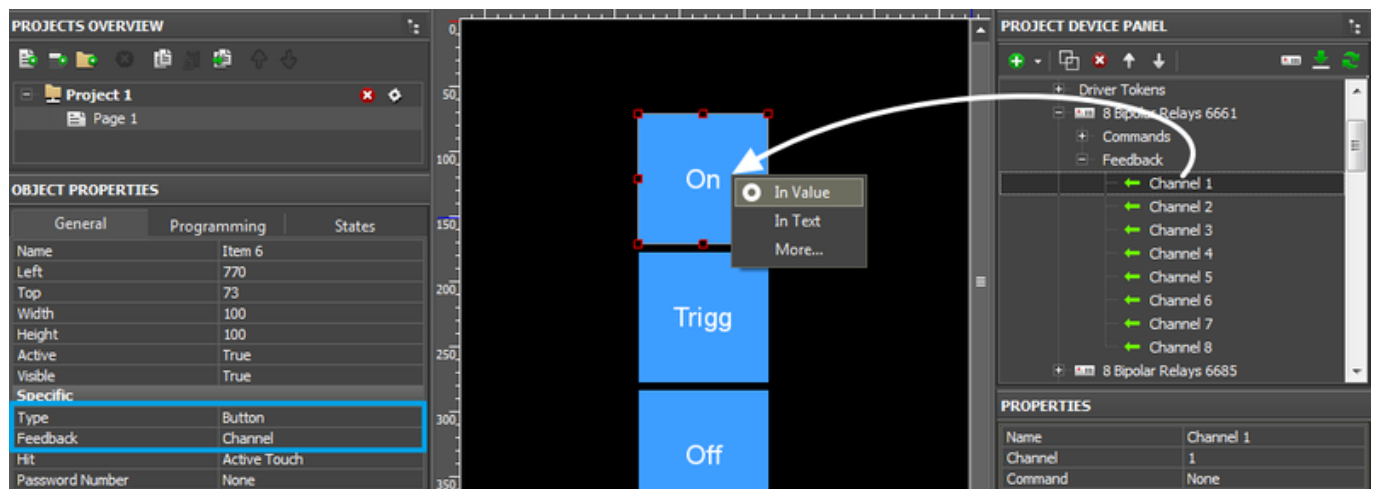 PROJECTS OVERVIEW
Project 1
Page 1
OBJECT PROPERTIES
General Programming States
Name Item 6
Left 770
Top 73
Width 100
Height 100
Active True
Visible True
Specific
Type Button
Feedback Channel
Hit Active Touch
Password Number None
0
50
100
150
200
250
300
350
On
In Value
In Text
More...
Trigg
Off
PROJECT DEVICE PANEL
Driver Tokens
8 Bipolar Relays 6661
Commands
Feedback
Channel 1
Channel 2
Channel 3
Channel 4
Channel 5
Channel 6
Channel 7
Channel 8
8 Bipolar Relays 6685
PROPERTIES
Name Channel 1
Channel 1
Command None